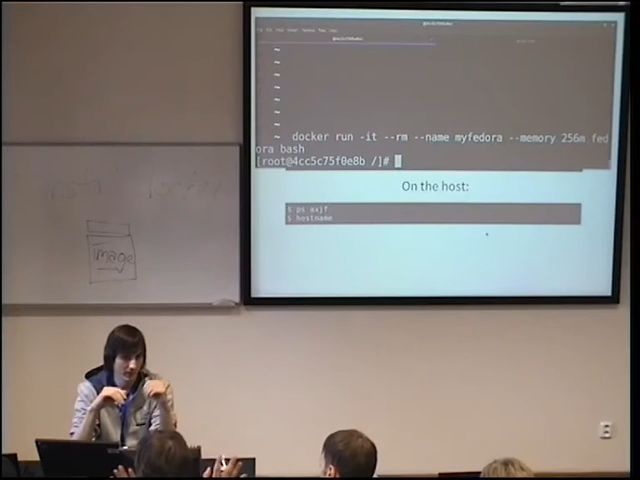 ~
~
~
~
~
~
~
~ docker run -it --rm --name myfedora --memory 256m fed
ora bash
[root@4cc5c75f0e8b /]#
On the host:
$ ps axjf
$ hostname
image